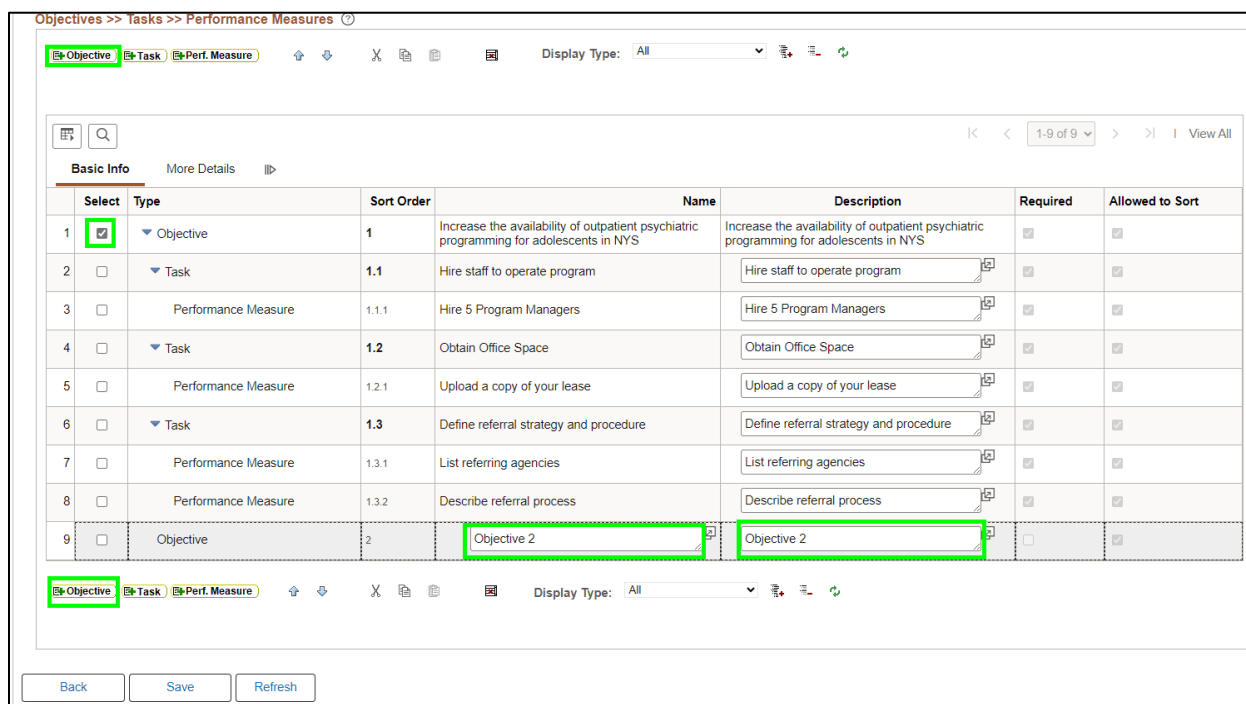 Objectives >> Tasks >> Performance Measures ?
Objective Task Perf. Measure Display Type: All
1-9 of 9 View All
Basic Info More Details
Select Type Sort Order Name Description Required Allowed to Sort
1 Objective 1 Increase the availability of outpatient psychiatric Increase the availability of outpatient psychiatric
programming for adolescents in NYS programming for adolescents in NYS
2 Task 1.1 Hire staff to operate program Hire staff to operate program
3 Performance Measure 1.1.1 Hire 5 Program Managers Hire 5 Program Managers
4 Task 1.2 Obtain Office Space Obtain Office Space
5 Performance Measure 1.2.1 Upload a copy of your lease Upload a copy of your lease
6 Task 1.3 Define referral strategy and procedure Define referral strategy and procedure
7 Performance Measure 1.3.1 List referring agencies List referring agencies
8 Performance Measure 1.3.2 Describe referral process Describe referral process
9 Objective 2 Objective 2 Objective 2
Objective Task Perf. Measure Display Type: All
Back Save Refresh